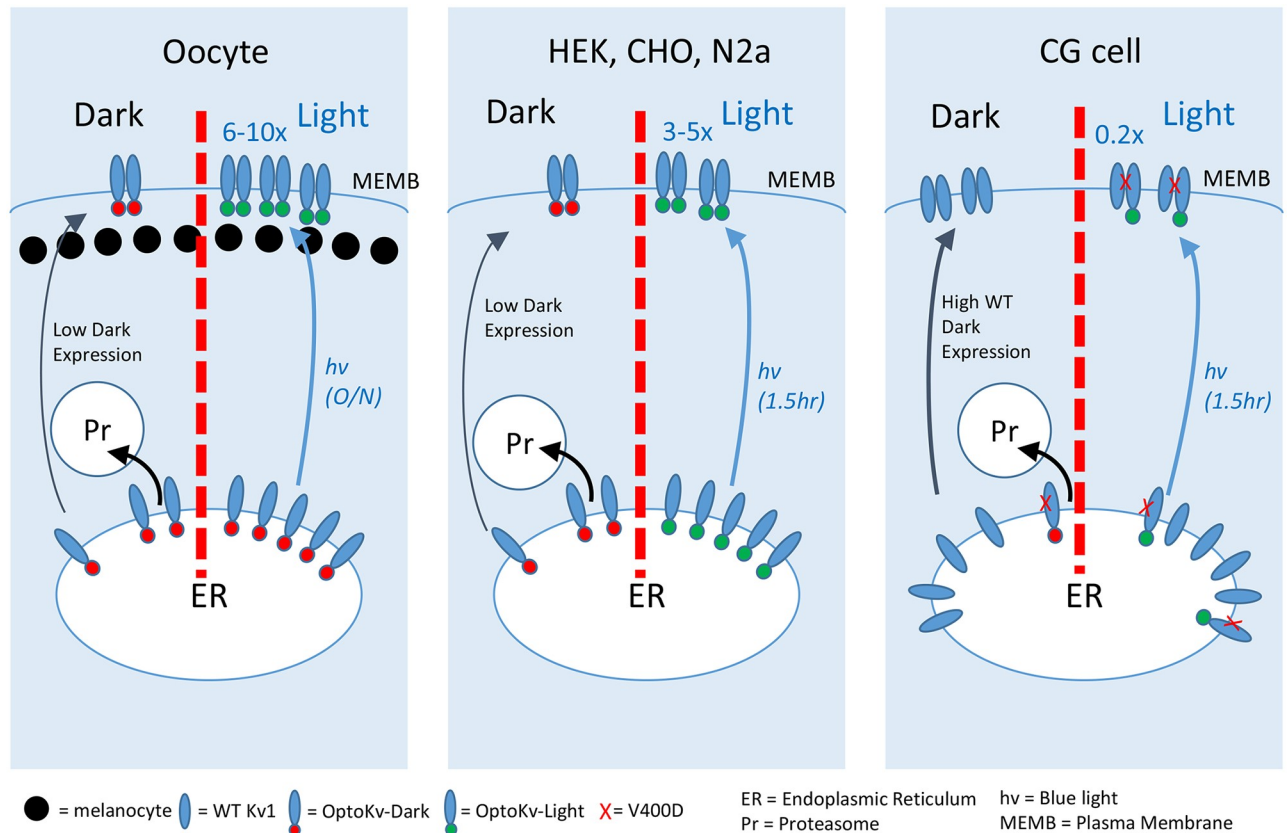 Oocyte
Dark
Light
6-10x
MEMB
Low Dark
Expression
hv
(O/N)
Pr
ER
HEK, CHO, N2a
Dark
Light
3-5x
MEMB
Low Dark
Expression
hv
(1.5hr)
Pr
ER
CG cell
Dark
Light
0.2x
MEMB
High WT
Dark
Expression
hv
(1.5hr)
Pr
ER
X
X
X
X
X
= melanocyte
= WT Kv1
= OptoKv-Dark
= OptoKv-Light
X= V400D
ER = Endoplasmic Reticulum
Pr = Proteasome
hv = Blue light
MEMB = Plasma Membrane